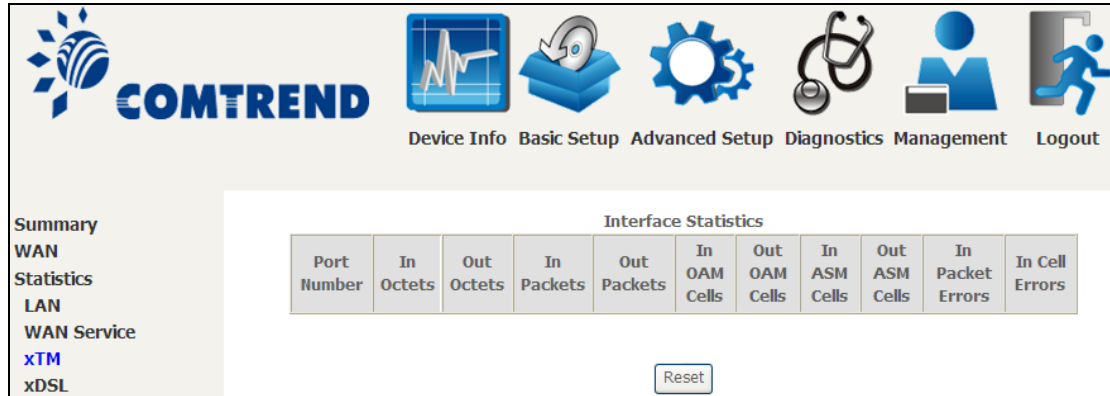 COMTREND
Device Info Basic Setup Advanced Setup Diagnostics Management Logout
Summary
WAN
Statistics
LAN
WAN Service
xTM
xDSL
Interface Statistics
Port Number
In Octets
Out Octets
In Packets
Out Packets
In OAM Cells
Out OAM Cells
In ASM Cells
Out ASM Cells
In Packet Errors
In Cell Errors
Reset